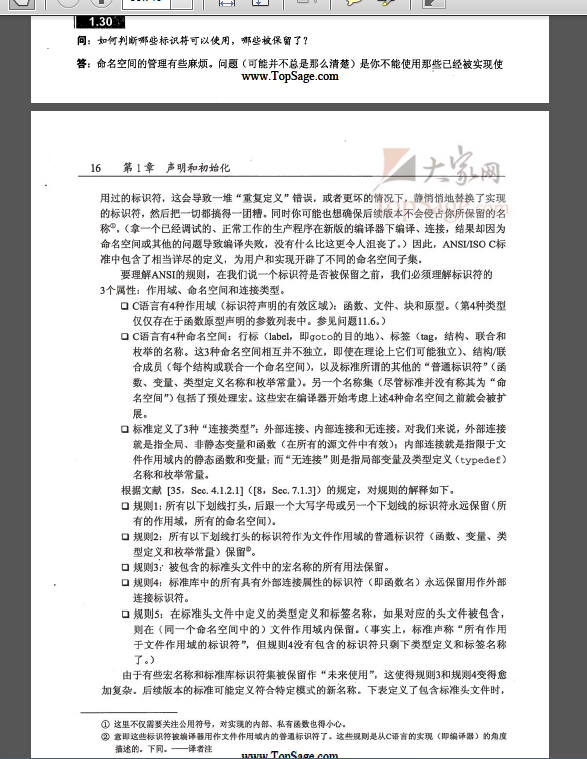 1.30
问：如何判断哪些标识符可以使用，哪些被保留了？
答：命名空间的管理有些麻烦。问题（可能并不总是那么清楚）是你不能使用那些已经被实现使
www.TopSage.com
16 第1章 声明和初始化
大家网
TopSage.com
用过的标识符，这会导致一堆“重复定义”错误，或者更坏的情况下，静悄悄地替换了实现
的标识符，然后把一切都搞得一团糟。同时你可能也想确保后续版本不会侵占你所保留的名
称①。（拿一个已经调试的、正常工作的生产程序在新版的编译器下编译、连接，结果却因为
命名空间或其他的问题导致编译失败，没有什么比这更令人沮丧了。）因此，ANSI/ISO C标
准中包含了相当详尽的定义，为用户和实现开辟了不同的命名空间子集。
要理解ANSI的规则，在我们说一个标识符是否被保留之前，我们必须理解标识符的
3个属性：作用域、命名空间和连接类型。
❑ C语言有4种作用域（标识符声明的有效区域）：函数、文件、块和原型。（第4种类型
仅仅存在于函数原型声明的参数列表中。参见问题11.6。）
❑ C语言有4种命名空间：行标（label，即goto的目的地）、标签（tag，结构、联合和
枚举的名称。这3种命名空间相互并不独立，即使在理论上它们可能独立）、结构/联
合成员（每个结构或联合一个命名空间），以及标准所谓的其他的“普通标识符”（函
数、变量、类型定义名称和枚举常量）。另一个名称集（尽管标准并没有称其为“命
名空间”）包括了预处理宏。这些宏在编译器开始考虑上述4种命名空间之前就会被扩
展。
❑ 标准定义了3种“连接类型”：外部连接、内部连接和无连接。对我们来说，外部连接
就是指全局、非静态变量和函数（在所有的源文件中有效）；内部连接就是指限于文
件作用域内的静态函数和变量；而“无连接”则是指局部变量及类型定义（typedef）
名称和枚举常量。
根据文献 [35，Sec. 4.1.2.1]（[8，Sec. 7.1.3]）的规定，对规则的解释如下。
❑ 规则1：所有以下划线打头，后跟一个大写字母或另一个下划线的标识符永远保留（所
有的作用域，所有的命名空间）。
❑ 规则2：所有以下划线打头的标识符作为文件作用域的普通标识符（函数、变量、类
型定义和枚举常量）保留②。
❑ 规则3：被包含的标准头文件中的宏名称的所有用法保留。
❑ 规则4：标准库中的所有具有外部连接属性的标识符（即函数名）永远保留用作外部
连接标识符。
❑ 规则5：在标准头文件中定义的类型定义和标签名称，如果对应的头文件被包含，
则在（同一个命名空间中的）文件作用域内保留。（事实上，标准声称“所有作用
于文件作用域的标识符”，但规则4没有包含的标识符只剩下类型定义和标签名称
了。）
由于有些宏名称和标准库标识符集被保留作“未来使用”，这使得规则3和规则4变得愈
加复杂。后续版本的标准可能定义符合特定模式的新名称。下表定义了包含标准头文件时，
① 这里不仅需要关注公用符号，对实现的内部、私有函数也得小心。
② 意即这些标识符被编译器用作文件作用域内的普通标识符了。这些规则是从C语言的实现（即编译器）的角度
描述的。下同。——译者注
www.TopSage.com